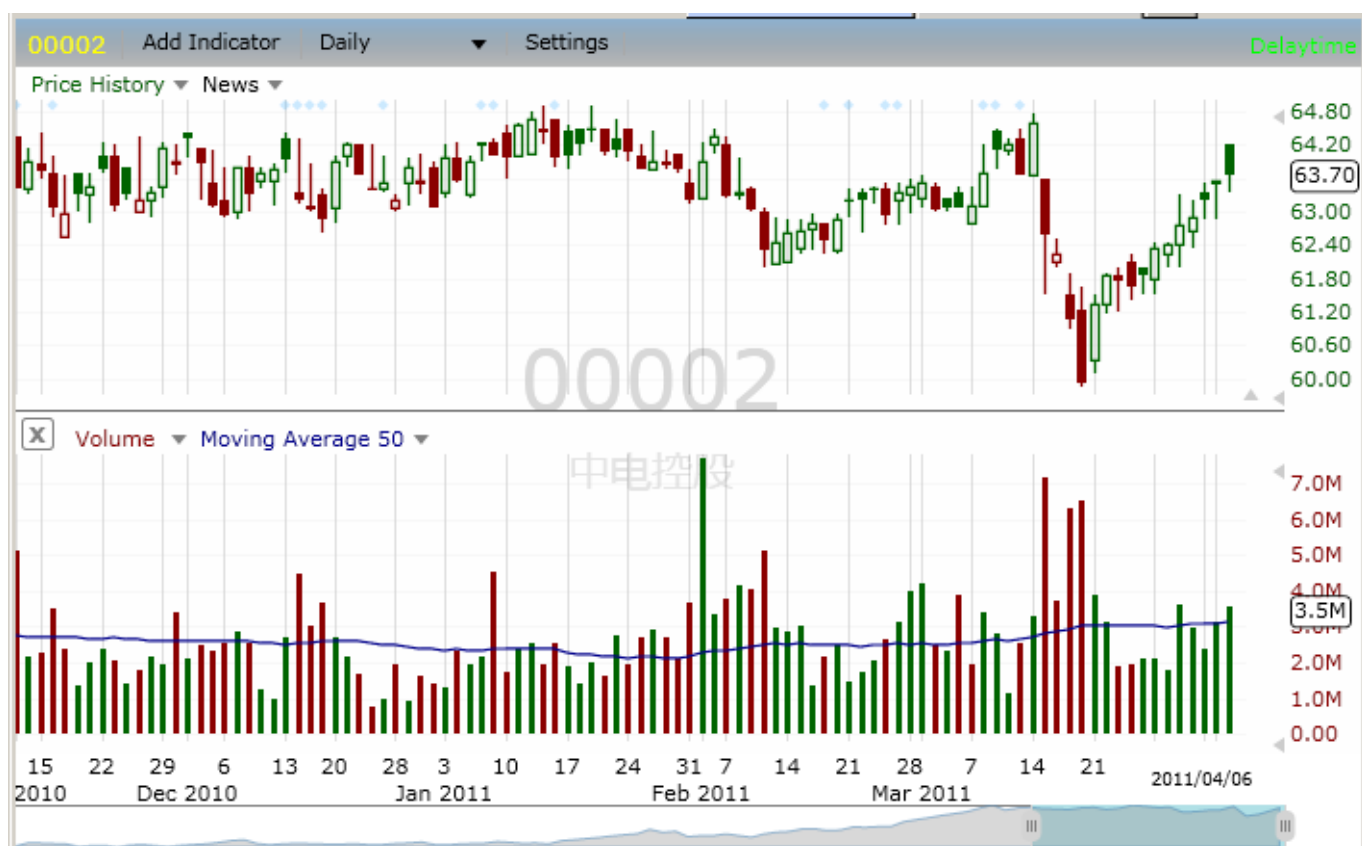 00002 Add Indicator Daily Settings Delaytime
Price History News
64.80
64.20
63.70
63.00
62.40
61.80
61.20
60.60
60.00
00002
X Volume Moving Average 50
中电控股
7.0M
6.0M
5.0M
4.0M
3.5M
2.0M
1.0M
0.00
15 22 29 6 13 20 28 3 10 17 24 31 7 14 21 28 7 14 21 2011/04/06
2010 Dec 2010 Jan 2011 Feb 2011 Mar 2011